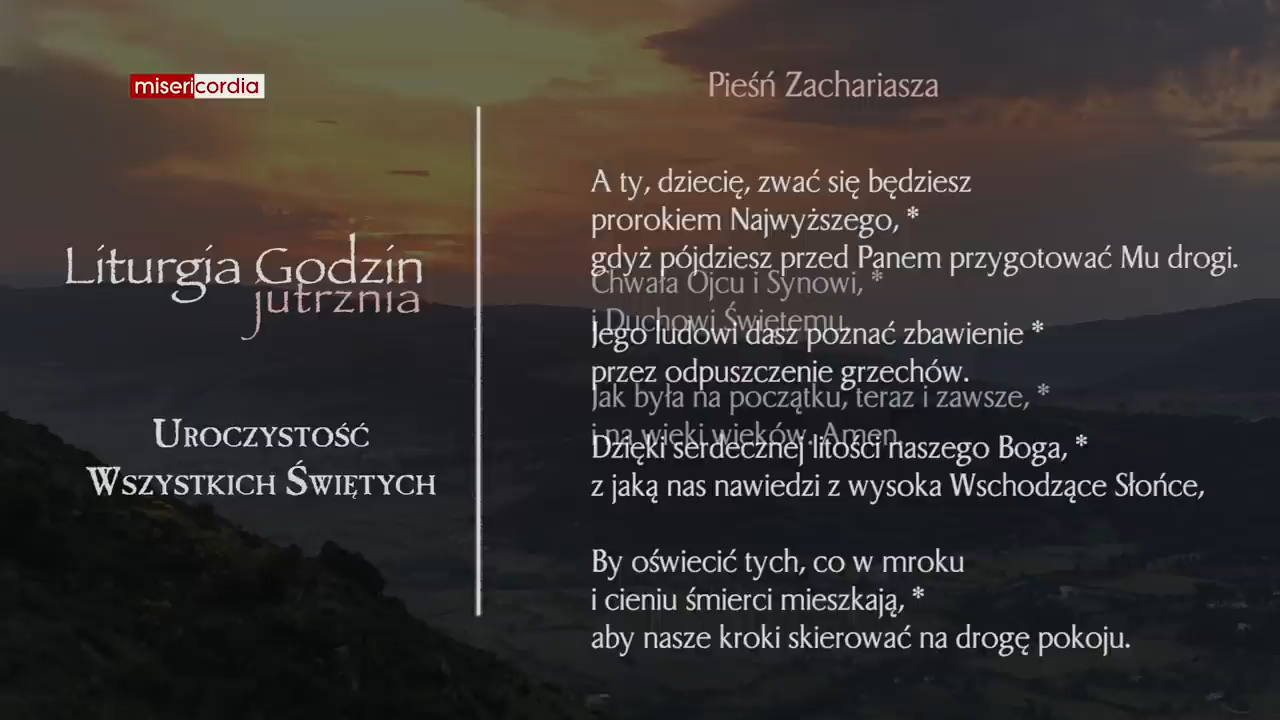 misericordia
Pieśń Zachariasza
Liturgia Godzin
jutrznia
Uroczystość
Wszystkich Świętych
A ty, dziecię, zwać się będziesz
prorokiem Najwyższego, *
gdyż pójdziesz przed Panem przygotować Mu drogi.
Chwała Ojcu i Synowi, *
i Duchowi Świętemu.
Jego ludowi dasz poznać zbawienie *
przez odpuszczenie grzechów.
Jak była na początku, teraz i zawsze, *
i na wieki wieków. Amen.
Dzięki serdecznej litości naszego Boga, *
z jaką nas nawiedzi z wysoka Wschodzące Słońce,
By oświecić tych, co w mroku
i cieniu śmierci mieszkają, *
aby nasze kroki skierować na drogę pokoju.